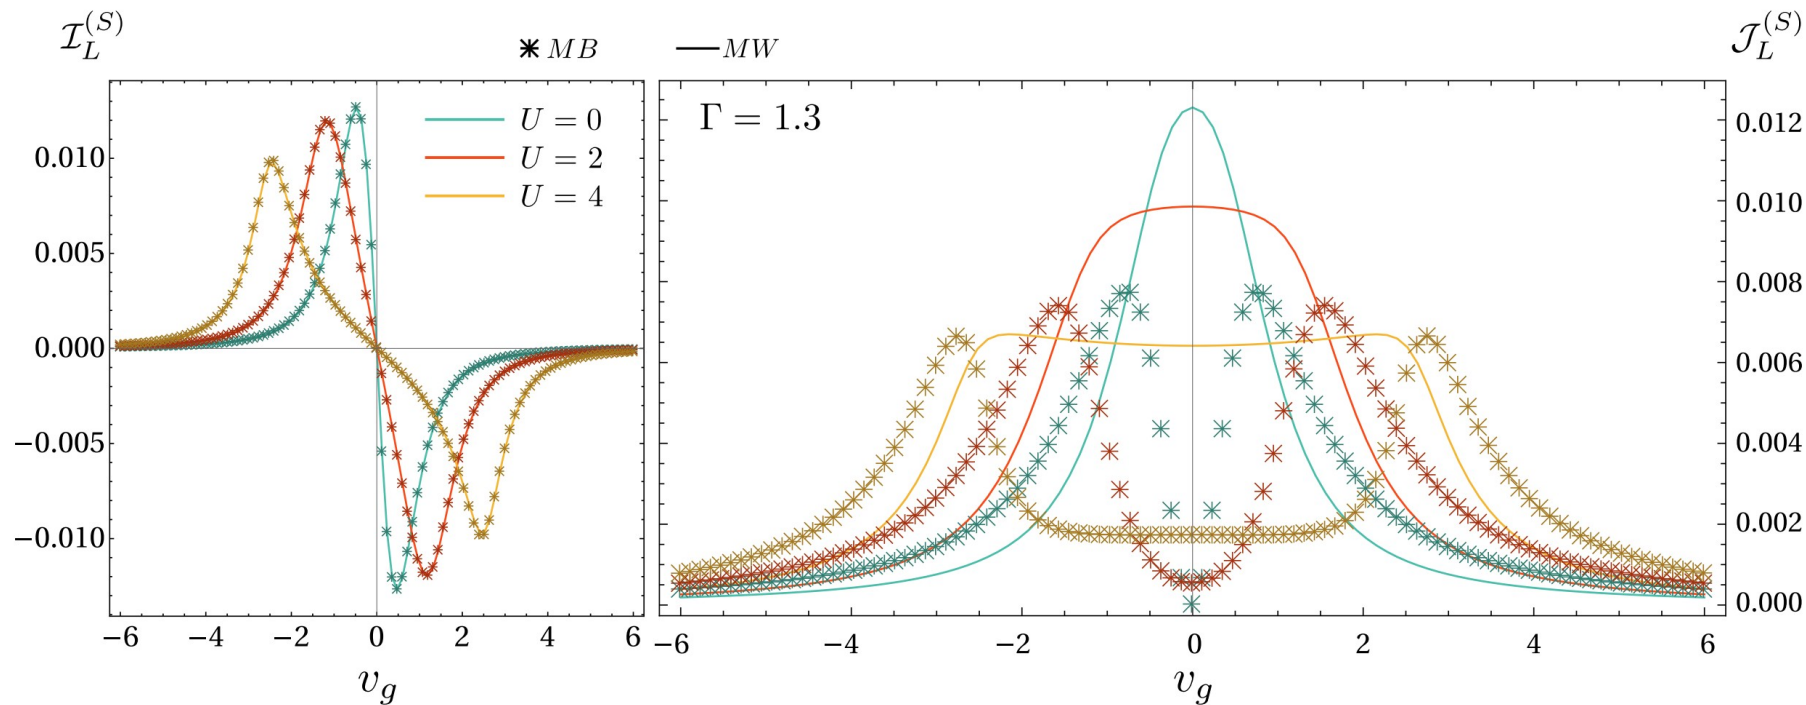 𝓘_L^(S)
✳ MB
— MW
𝓙_L^(S)
U = 0
U = 2
U = 4
0.010
0.005
0.000
−0.005
−0.010
−6 −4 −2 0 2 4 6
v_g
Γ = 1.3
0.012
0.010
0.008
0.006
0.004
0.002
0.000
−6 −4 −2 0 2 4 6
v_g